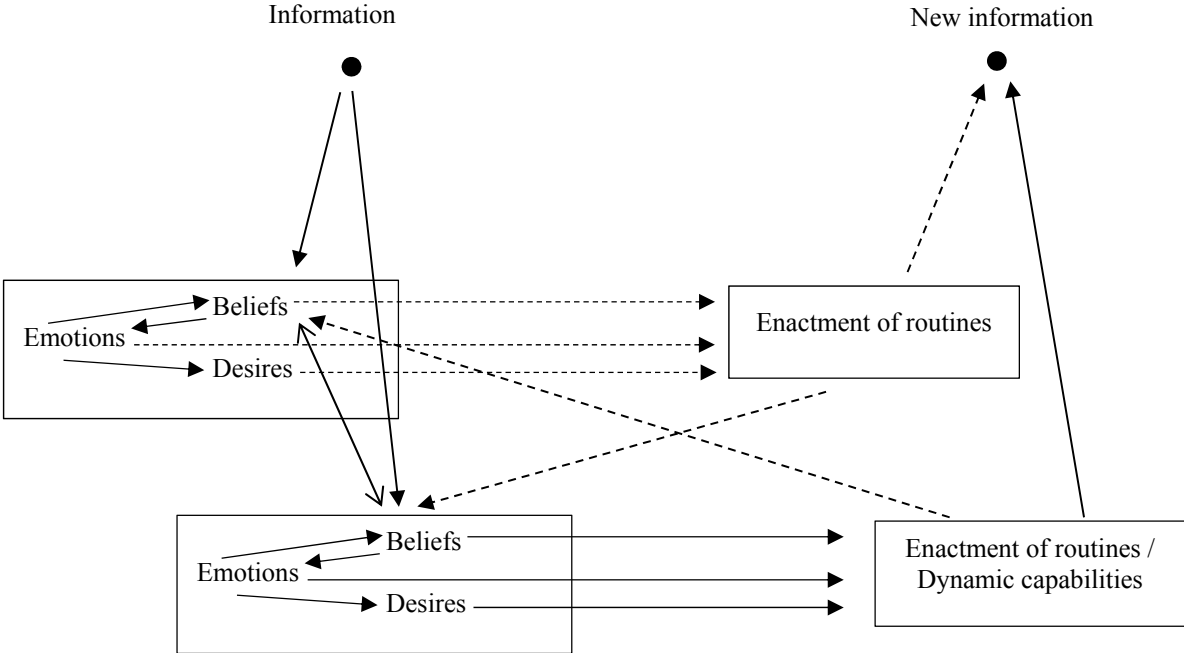 Information
New information
Beliefs
Emotions
Desires
Enactment of routines
Beliefs
Emotions
Desires
Enactment of routines /
Dynamic capabilities